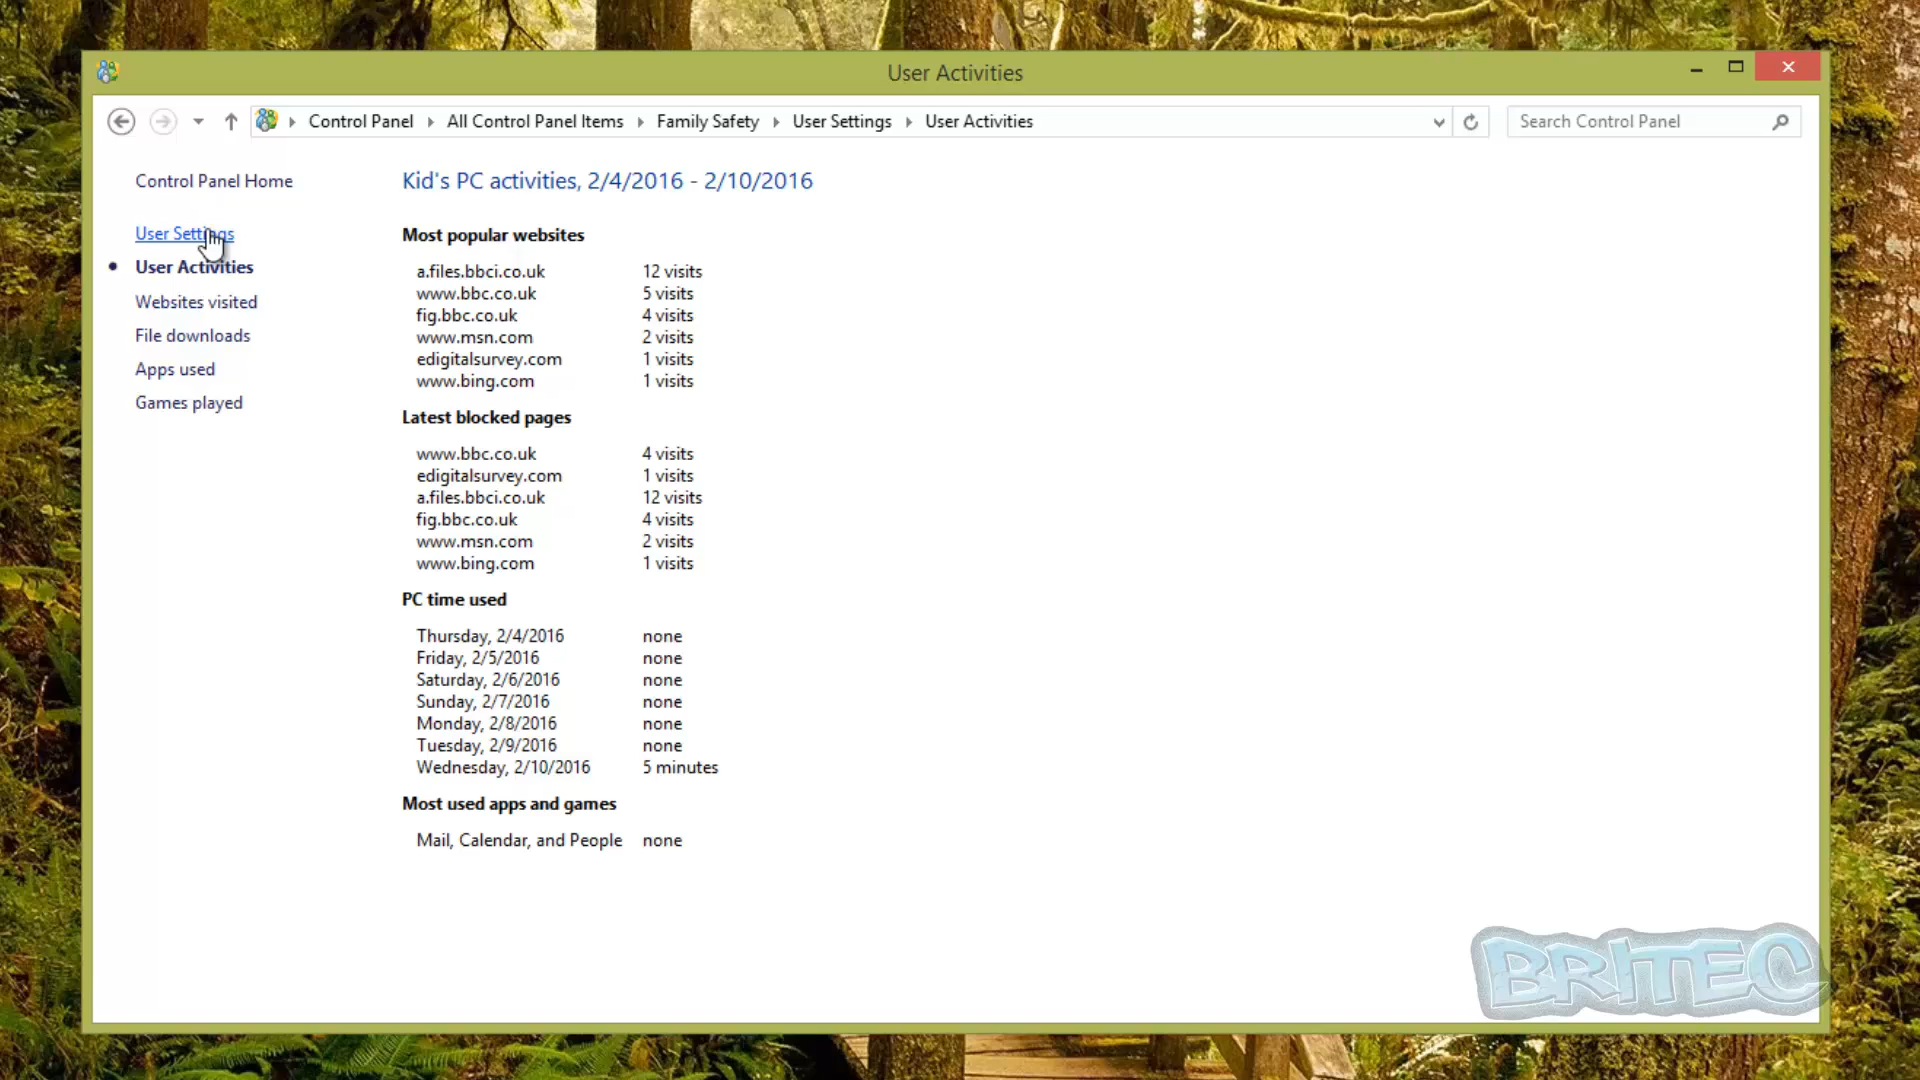 User Activities
Control Panel
All Control Panel Items
Family Safety
User Settings
User Activities
Search Control Panel
Control Panel Home
User Settings
User Activities
Websites visited
File downloads
Apps used
Games played
Kid's PC activities, 2/4/2016 - 2/10/2016
Most popular websites
a.files.bbci.co.uk 12 visits
www.bbc.co.uk 5 visits
fig.bbc.co.uk 4 visits
www.msn.com 2 visits
edigitalsurvey.com 1 visits
www.bing.com 1 visits
Latest blocked pages
www.bbc.co.uk 4 visits
edigitalsurvey.com 1 visits
a.files.bbci.co.uk 12 visits
fig.bbc.co.uk 4 visits
www.msn.com 2 visits
www.bing.com 1 visits
PC time used
Thursday, 2/4/2016 none
Friday, 2/5/2016 none
Saturday, 2/6/2016 none
Sunday, 2/7/2016 none
Monday, 2/8/2016 none
Tuesday, 2/9/2016 none
Wednesday, 2/10/2016 5 minutes
Most used apps and games
Mail, Calendar, and People none
BRITEC